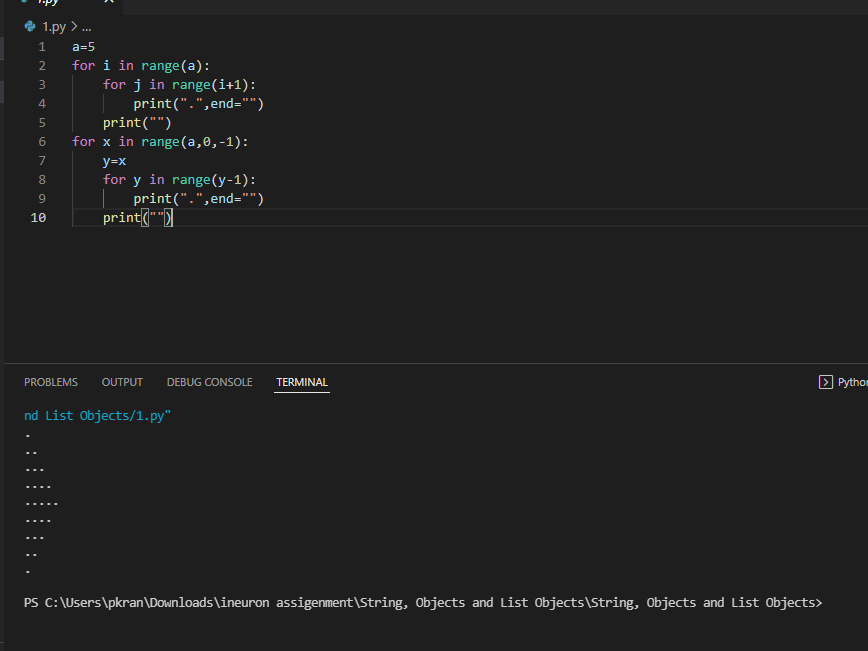 1.py ×
1.py > ...
1 a=5
2 for i in range(a):
3     for j in range(i+1):
4         print(".",end="")
5     print("")
6 for x in range(a,0,-1):
7     y=x
8     for y in range(y-1):
9         print(".",end="")
10     print("")
PROBLEMS OUTPUT DEBUG CONSOLE TERMINAL Python
nd List Objects/1.py"
.
..
...
....
.....
....
...
..
.
PS C:\Users\pkran\Downloads\ineuron assigenment\String, Objects and List Objects\String, Objects and List Objects>